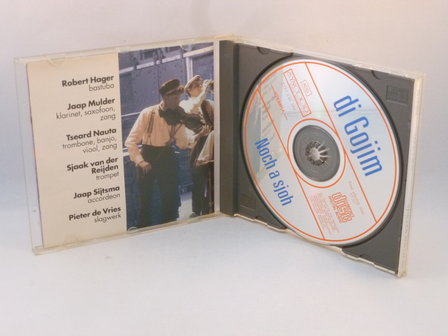 Robert Hager
bastuba
Jaap Mulder
klarinet, saxofoon,
zang
Tseard Nauta
trombone, banjo,
viool, zang
Sjaak van der
Reijden
trompet
Jaap Sijtsma
accordeon
Pieter de Vries
slagwerk
di Gojim
Noch a sjoh
disc